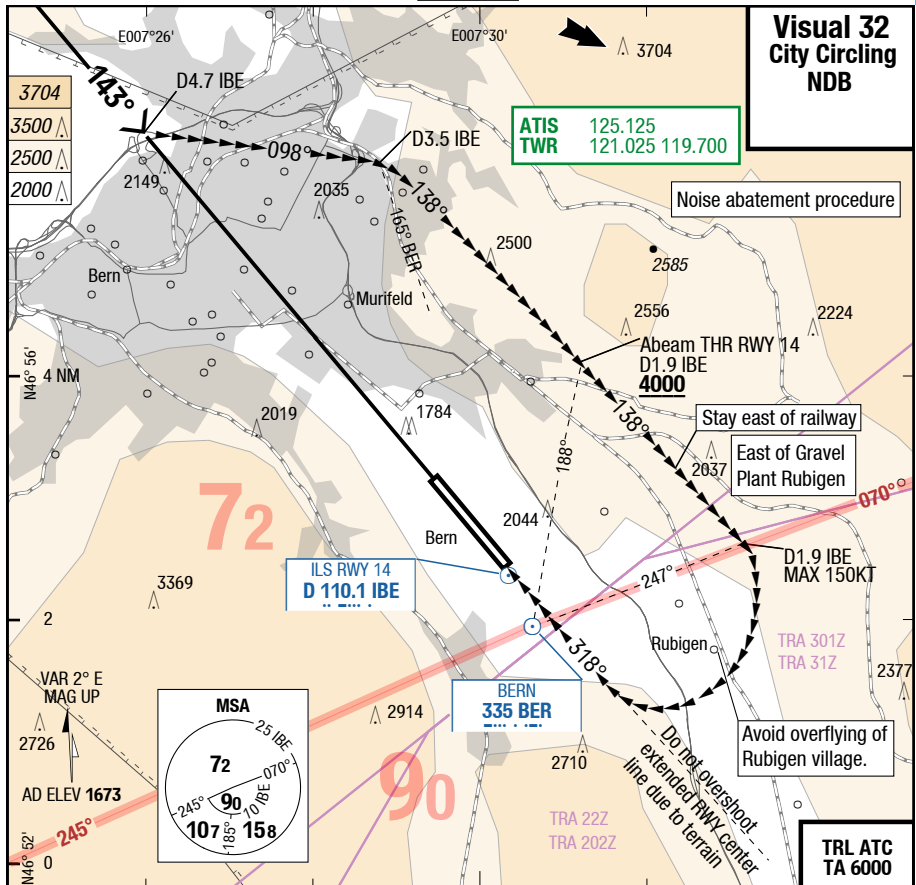 Visual 32
City Circling
NDB
E007°26'
E007°30'
3704
3704
3500
2500
2000
143°
D4.7 IBE
098°
D3.5 IBE
ATIS 125.125
TWR 121.025 119.700
Noise abatement procedure
2149
2035
138°
165° BER
2500
2585
Bern
Murifeld
2556
2224
Abeam THR RWY 14
D1.9 IBE
4000
N46° 56'
4 NM
2019
1784
138°
Stay east of railway
188°
2037
East of Gravel
Plant Rubigen
070°
72
Bern
2044
D1.9 IBE
MAX 150KT
ILS RWY 14
D 110.1 IBE
247°
3369
2
318°
Rubigen
TRA 301Z
TRA 31Z
2377
VAR 2° E
MAG UP
BERN
335 BER
2726
MSA
25 IBE
72
070°
245°
90
10 IBE
107
185°
158
2914
90
2710
Avoid overflying of
Rubigen village.
Do not overshoot
extended RWY center
line due to terrain
AD ELEV 1673
245°
TRA 22Z
TRA 202Z
N46° 52'
0
TRL ATC
TA 6000